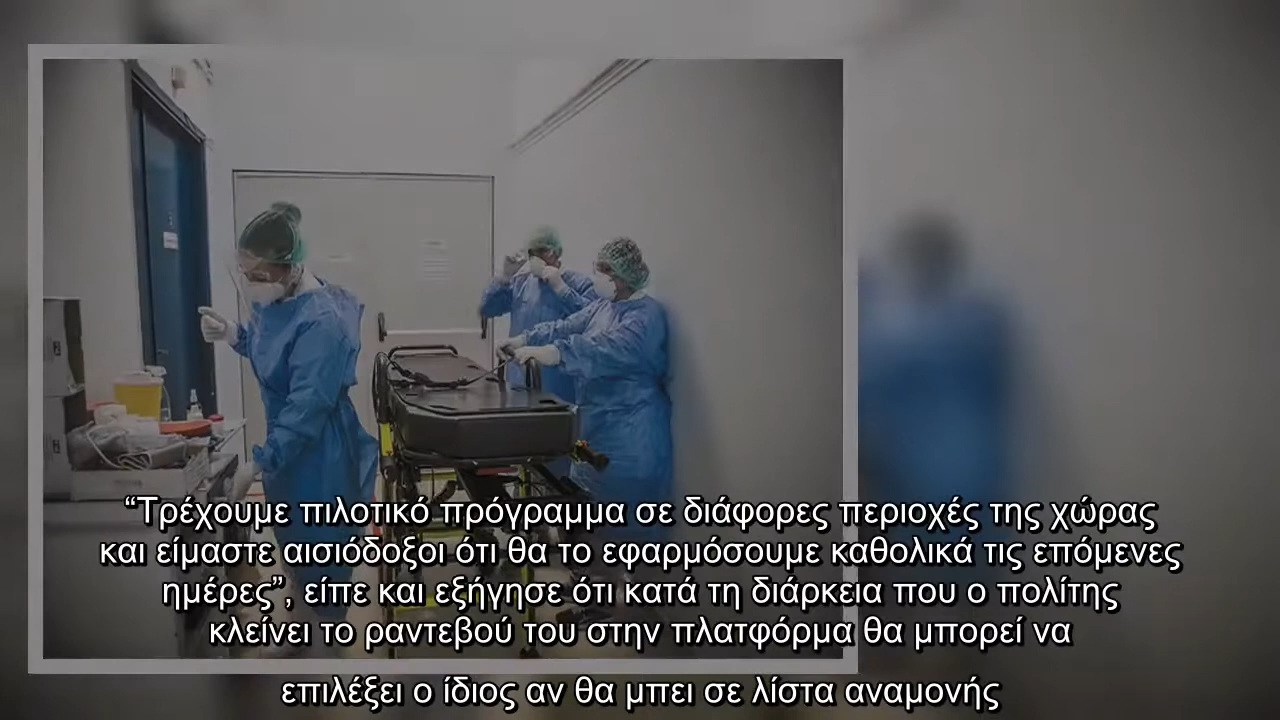 “Τρέχουμε πιλοτικό πρόγραμμα σε διάφορες περιοχές της χώρας
και είμαστε αισιόδοξοι ότι θα το εφαρμόσουμε καθολικά τις επόμενες
ημέρες”, είπε και εξήγησε ότι κατά τη διάρκεια που ο πολίτης
κλείνει το ραντεβού του στην πλατφόρμα θα μπορεί να
επιλέξει ο ίδιος αν θα μπει σε λίστα αναμονής